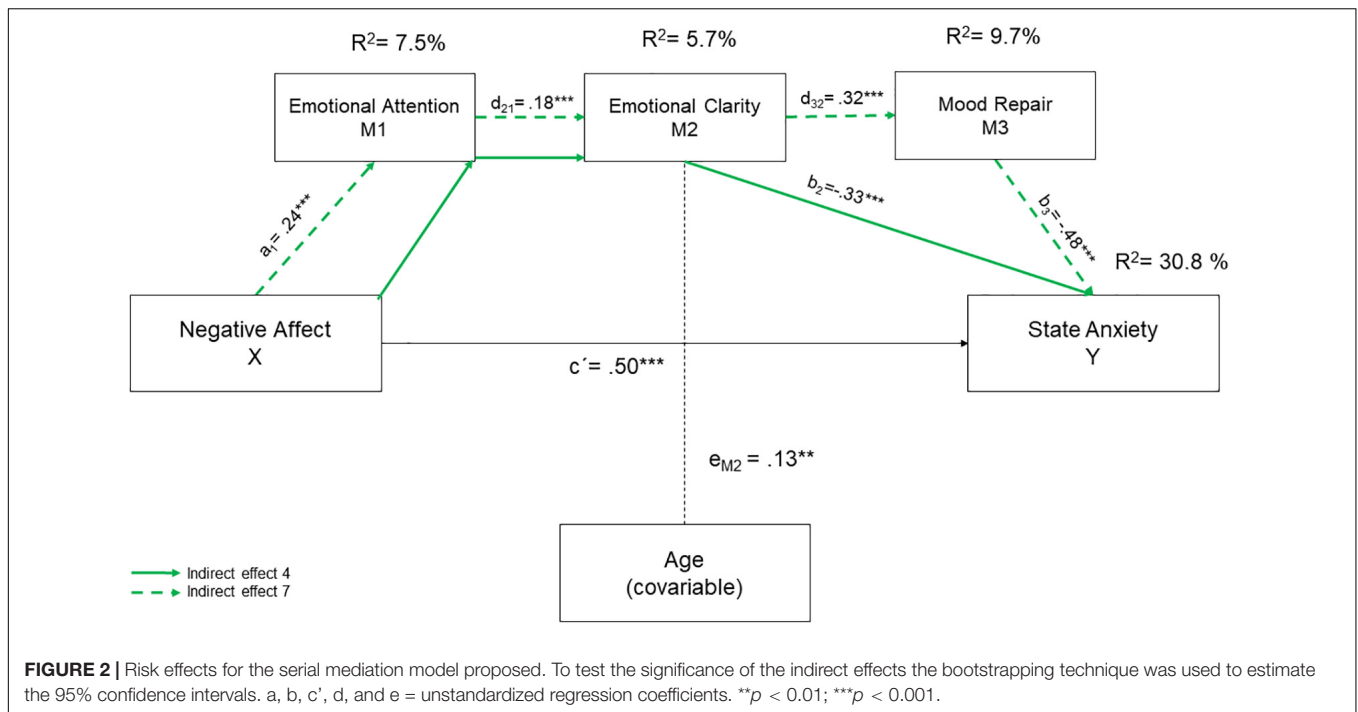 R²= 7.5%
R²= 5.7%
R²= 9.7%
Emotional Attention
M1
d₂₁= .18***
Emotional Clarity
M2
d₃₂= .32***
Mood Repair
M3
a₁= .24***
b₂=-.33***
b₃=-.48***
R²= 30.8 %
Negative Affect
X
State Anxiety
Y
c´= .50***
eM2 = .13**
Age
(covariable)
Indirect effect 4
Indirect effect 7
FIGURE 2 | Risk effects for the serial mediation model proposed. To test the significance of the indirect effects the bootstrapping technique was used to estimate
the 95% confidence intervals. a, b, c’, d, and e = unstandardized regression coefficients. **p < 0.01; ***p < 0.001.